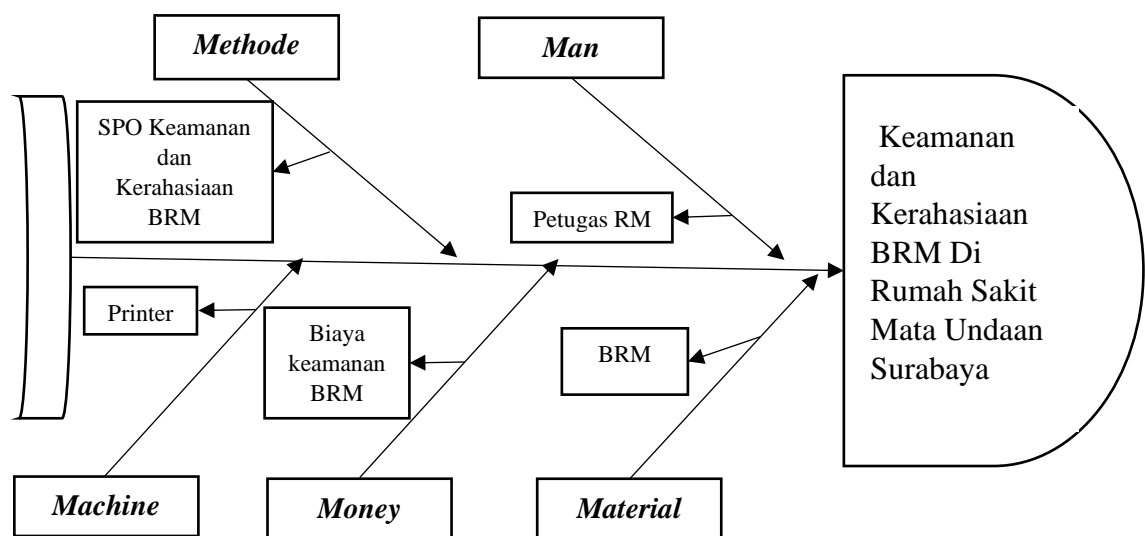 Methode
Man
SPO Keamanan
dan
Kerahasiaan
BRM
Petugas RM
Keamanan
dan
Kerahasiaan
BRM Di
Rumah Sakit
Mata Undaan
Surabaya
Printer
Biaya
keamanan
BRM
BRM
Machine
Money
Material